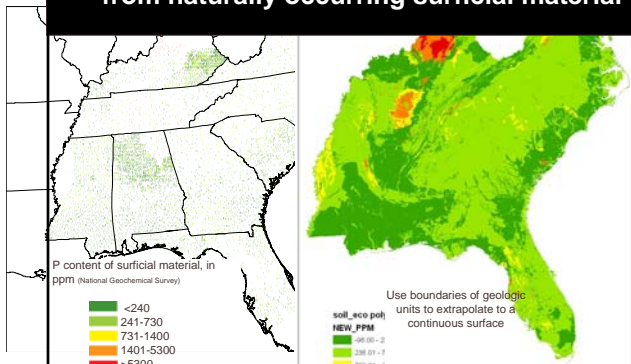 from naturally occurring surficial material
P content of surficial material, in
ppm (National Geochemical Survey)
<240
241-730
731-1400
1401-5300
>5300
Use boundaries of geologic
units to extrapolate to a
continuous surface
soil_eco
NEW_PPM